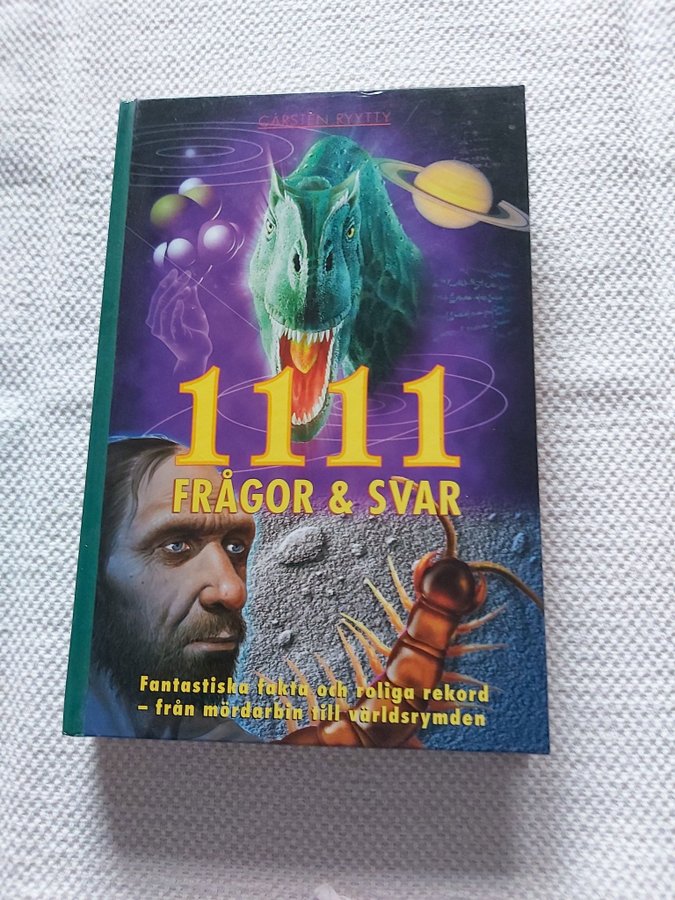 CARSTEN RYYTTY
1111
FRÅGOR & SVAR
Fantastiska fakta och roliga rekord
– från mördarbin till världsrymden